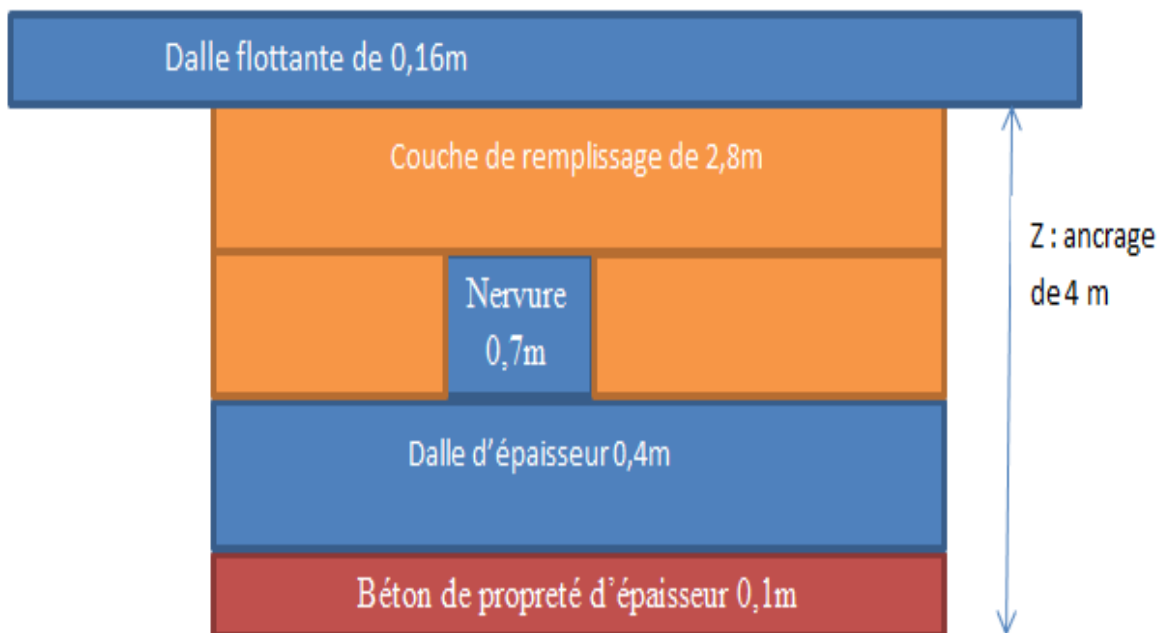 Dalle flottante de 0,16m
Couche de remplissage de 2,8m
Z : ancrage
de 4 m
Nervure
0,7m
Dalle d'épaisseur 0,4m
Béton de propreté d'épaisseur 0,1m